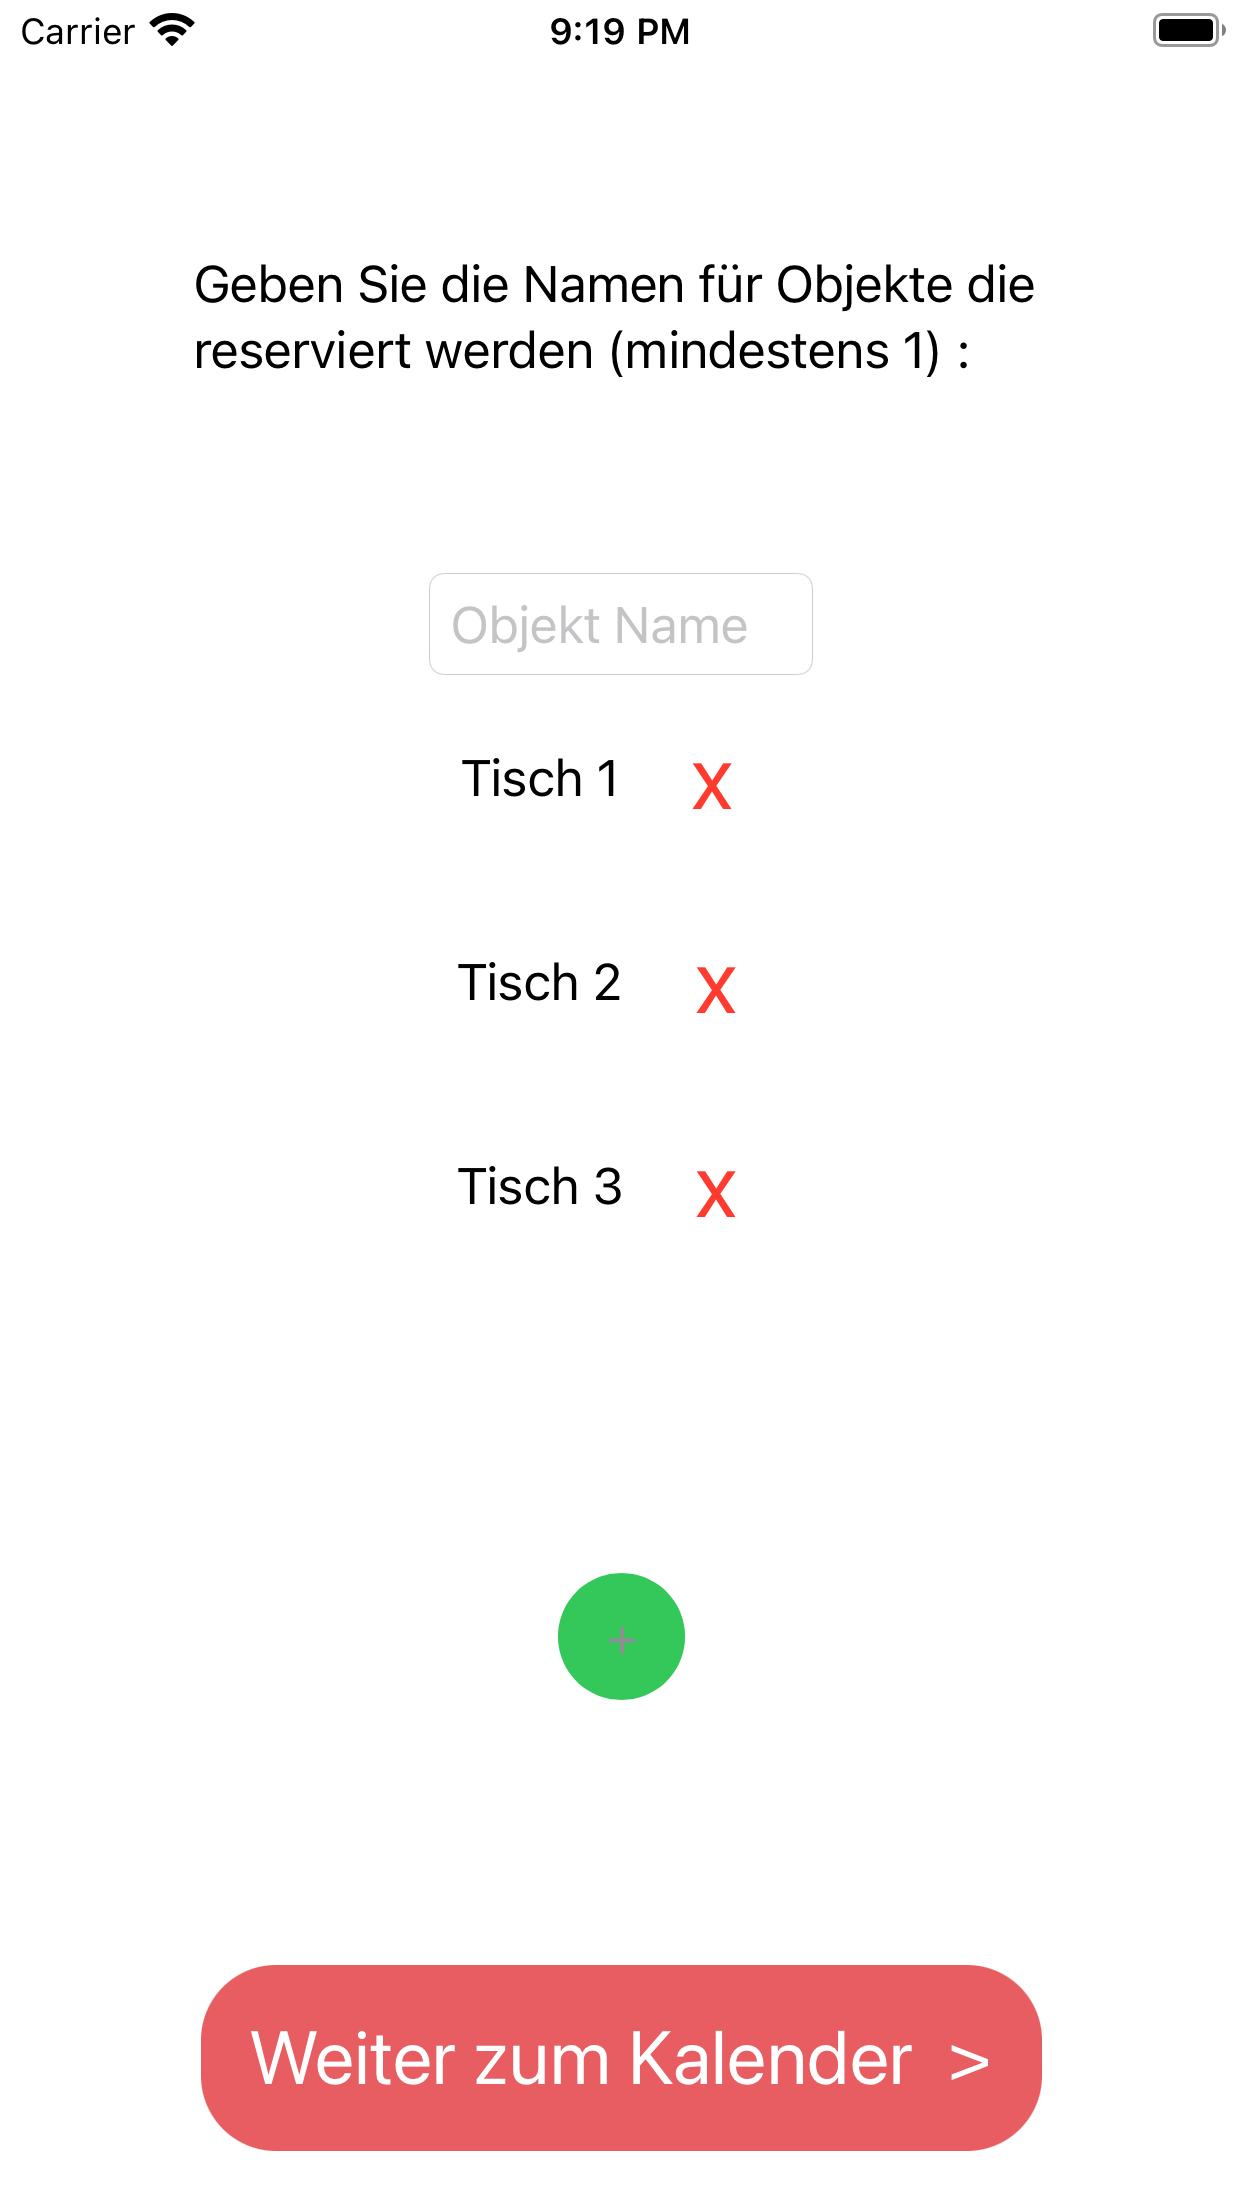 Carrier 9:19 PM
Geben Sie die Namen für Objekte die
reserviert werden (mindestens 1) :
Objekt Name
Tisch 1 X
Tisch 2 X
Tisch 3 X
+
Weiter zum Kalender >